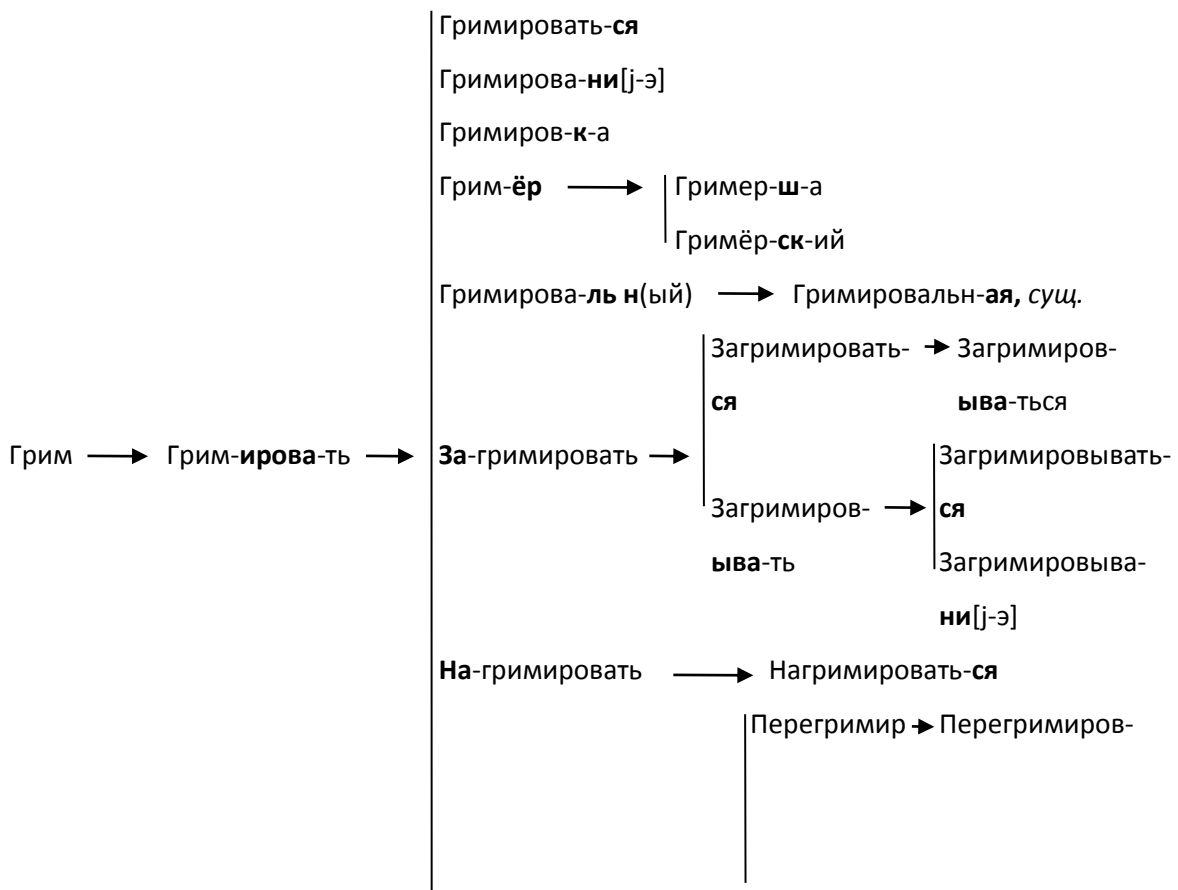 Гримировать-ся
Гримирова-ни[j-э]
Гримиров-к-а
Грим-ёр Гример-ш-а
Гримёр-ск-ий
Гримирова-ль н(ый) Гримировальн-ая, сущ.
Загримировать- Загримиров-
ся ыва-ться
Грим Грим-ирова-ть За-гримировать Загримировывать-
Загримиров- ся
ыва-ть Загримировыва-
ни[j-э]
На-гримировать Нагримировать-ся
Перегримир Перегримиров-